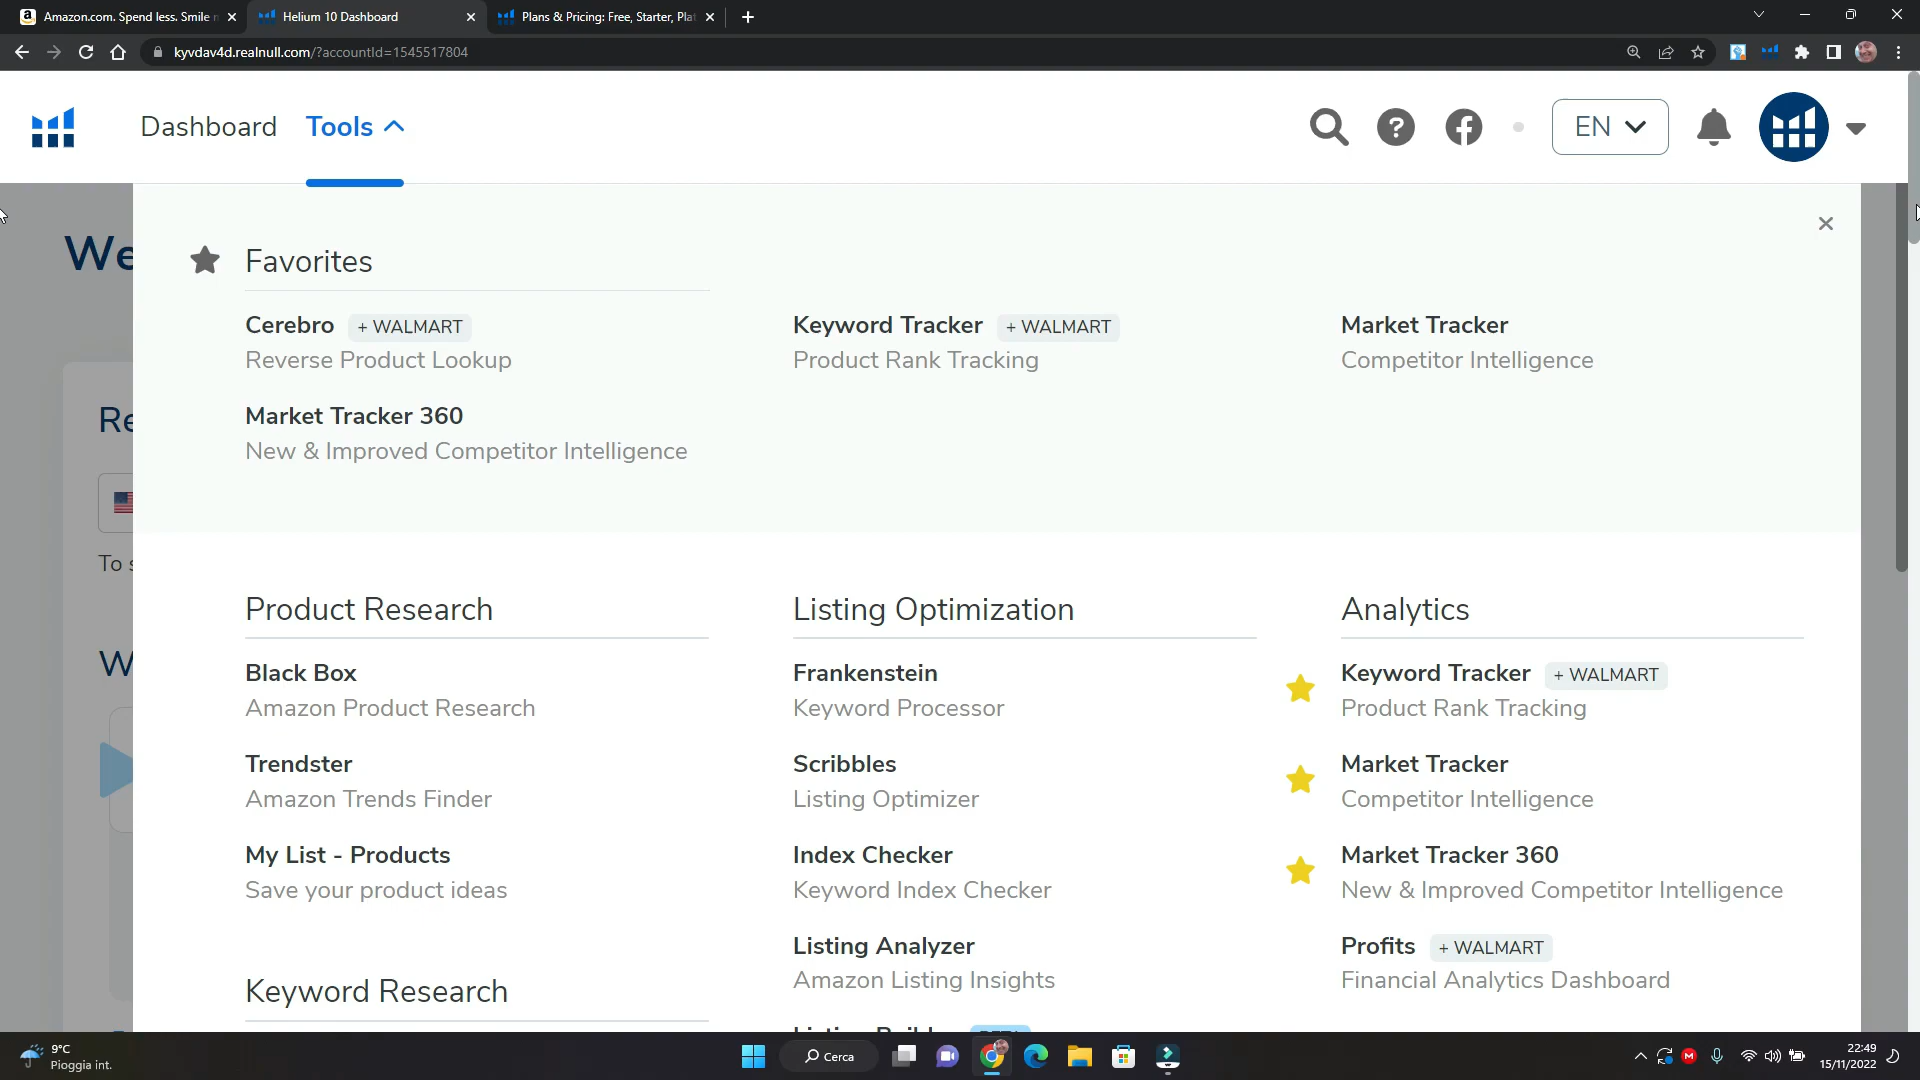 Amazon.com. Spend less. Smile
Helium 10 Dashboard
Plans & Pricing: Free, Starter, Pla
kyvdav4d.realnull.com/?accountId=1545517804
Dashboard
Tools
EN
We
Re
To s
W
Favorites
Cerebro + WALMART
Reverse Product Lookup
Keyword Tracker + WALMART
Product Rank Tracking
Market Tracker
Competitor Intelligence
Market Tracker 360
New & Improved Competitor Intelligence
Product Research
Black Box
Amazon Product Research
Trendster
Amazon Trends Finder
My List - Products
Save your product ideas
Keyword Research
Listing Optimization
Frankenstein
Keyword Processor
Scribbles
Listing Optimizer
Index Checker
Keyword Index Checker
Listing Analyzer
Amazon Listing Insights
Analytics
Keyword Tracker + WALMART
Product Rank Tracking
Market Tracker
Competitor Intelligence
Market Tracker 360
New & Improved Competitor Intelligence
Profits + WALMART
Financial Analytics Dashboard
9°C
Pioggia int.
Cerca
22:49
15/11/2022